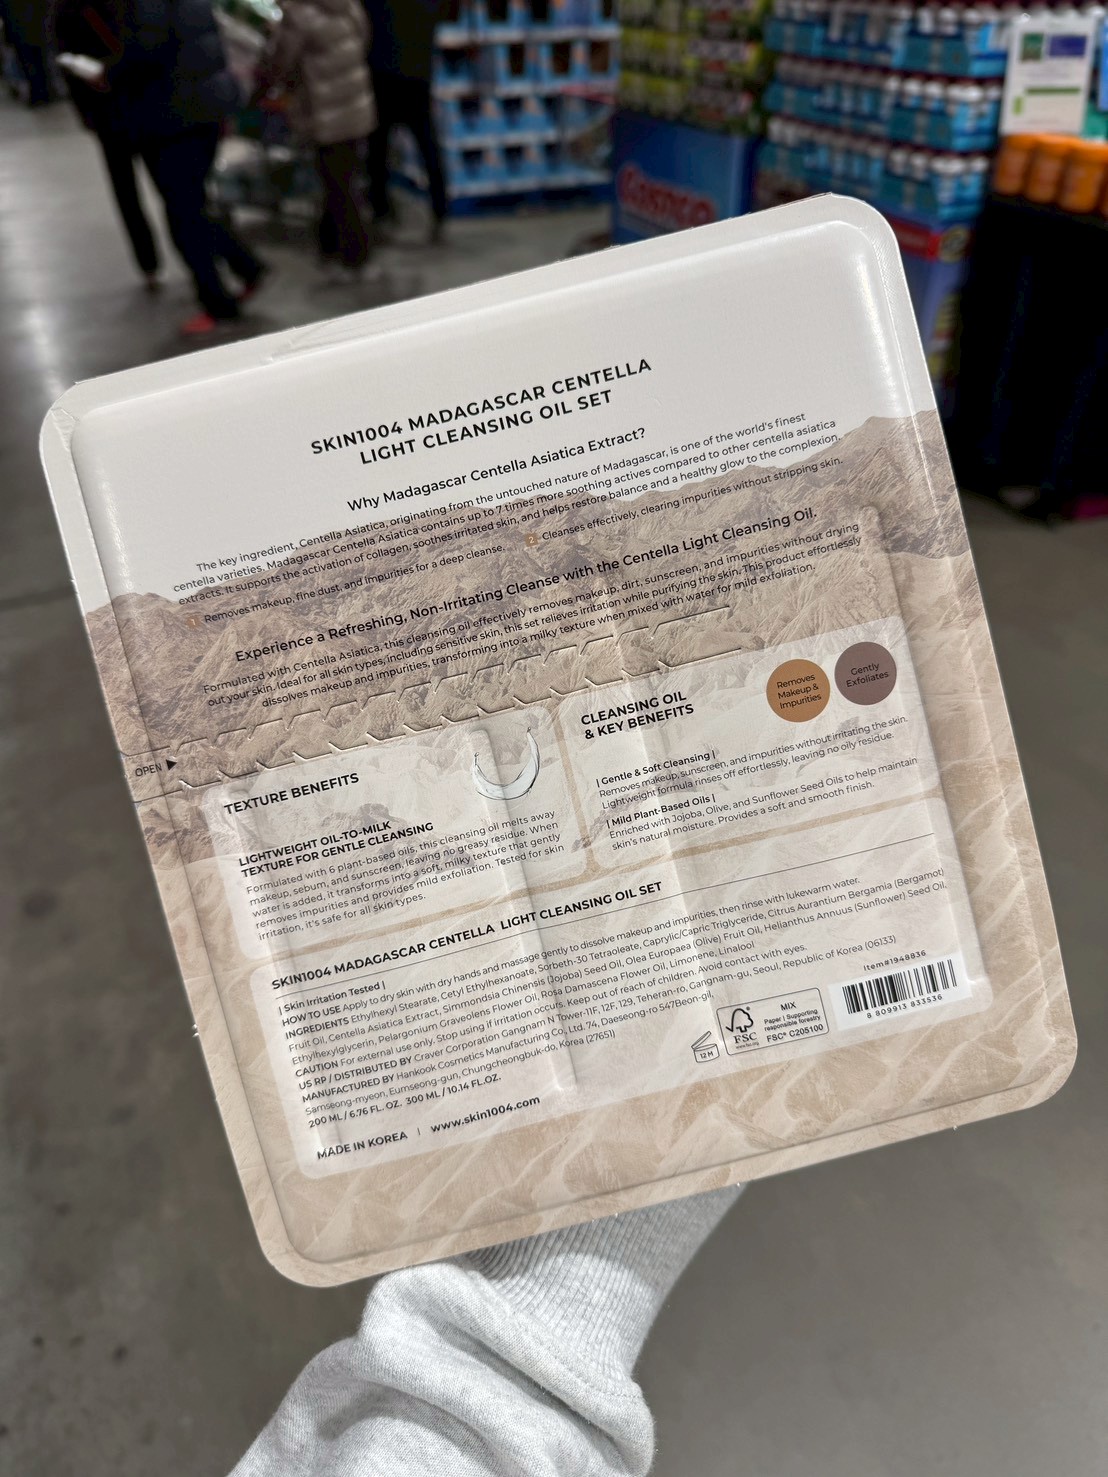 COSTCO
SKIN1004 MADAGASCAR CENTELLA
LIGHT CLEANSING OIL SET
Why Madagascar Centella Asiatica Extract?
The key ingredient, Centella Asiatica, originating from the untouched nature of Madagascar, is one of the world's finest
centella varieties. Madagascar Centella Asiatica contains up to 7 times more soothing actives compared to other centella asiatica
extracts. It supports the activation of collagen, soothes irritated skin, and helps restore balance and a healthy glow to the complexion.
1 Removes makeup, fine dust, and impurities for a deep cleanse.
2 Cleanses effectively, clearing impurities without stripping skin.
Experience a Refreshing, Non-Irritating Cleanse with the Centella Light Cleansing Oil.
Formulated with Centella Asiatica, this cleansing oil effectively removes makeup, dirt, sunscreen, and impurities without drying
out your skin. Ideal for all skin types, including sensitive skin, this set relieves irritation while purifying the skin. This product effortlessly
dissolves makeup and impurities, transforming into a milky texture when mixed with water for mild exfoliation.
OPEN ▶
TEXTURE BENEFITS
LIGHTWEIGHT OIL-TO-MILK
TEXTURE FOR GENTLE CLEANSING
Formulated with 6 plant-based oils, this cleansing oil melts away
makeup, sebum, and sunscreen, leaving no greasy residue. When
water is added, it transforms into a soft, milky texture that gently
removes impurities and provides mild exfoliation. Tested for skin
irritation, it's safe for all skin types.
CLEANSING OIL
& KEY BENEFITS
Removes
Makeup &
Impurities
Gently
Exfoliates
| Gentle & Soft Cleansing |
Removes makeup, sunscreen, and impurities without irritating the skin.
Lightweight formula rinses off effortlessly, leaving no oily residue.
| Mild Plant-Based Oils |
Enriched with Jojoba, Olive, and Sunflower Seed Oils to help maintain
skin's natural moisture. Provides a soft and smooth finish.
SKIN1004 MADAGASCAR CENTELLA LIGHT CLEANSING OIL SET
| Skin Irritation Tested |
HOW TO USE Apply to dry skin with dry hands and massage gently to dissolve makeup and impurities, then rinse with lukewarm water.
INGREDIENTS Ethylhexyl Stearate, Cetyl Ethylhexanoate, Sorbeth-30 Tetraoleate, Caprylic/Capric Triglyceride, Citrus Aurantium Bergamia (Bergamot)
Fruit Oil, Centella Asiatica Extract, Simmondsia Chinensis (Jojoba) Seed Oil, Olea Europaea (Olive) Fruit Oil, Helianthus Annuus (Sunflower) Seed Oil,
Ethylhexylglycerin, Pelargonium Graveolens Flower Oil, Rosa Damascena Flower Oil, Limonene, Linalool
CAUTION For external use only. Stop using if irritation occurs. Keep out of reach of children. Avoid contact with eyes.
US RP / DISTRIBUTED BY Craver Corporation Gangnam N Tower-11F, 12F, 129, Teheran-ro, Gangnam-gu, Seoul, Republic of Korea (06133)
MANUFACTURED BY Hankook Cosmetics Manufacturing Co., Ltd. 74, Daeseong-ro 547Beon-gil,
Samseong-myeon, Eumseong-gun, Chungcheongbuk-do, Korea (27651)
200 ML / 6.76 FL. OZ. 300 ML / 10.14 FL.OZ.
MADE IN KOREA | www.skin1004.com
12M
FSC
www.fsc.org
MIX
Paper | Supporting
responsible forestry
FSC® C205100
Item#1948836
8 809913 833536